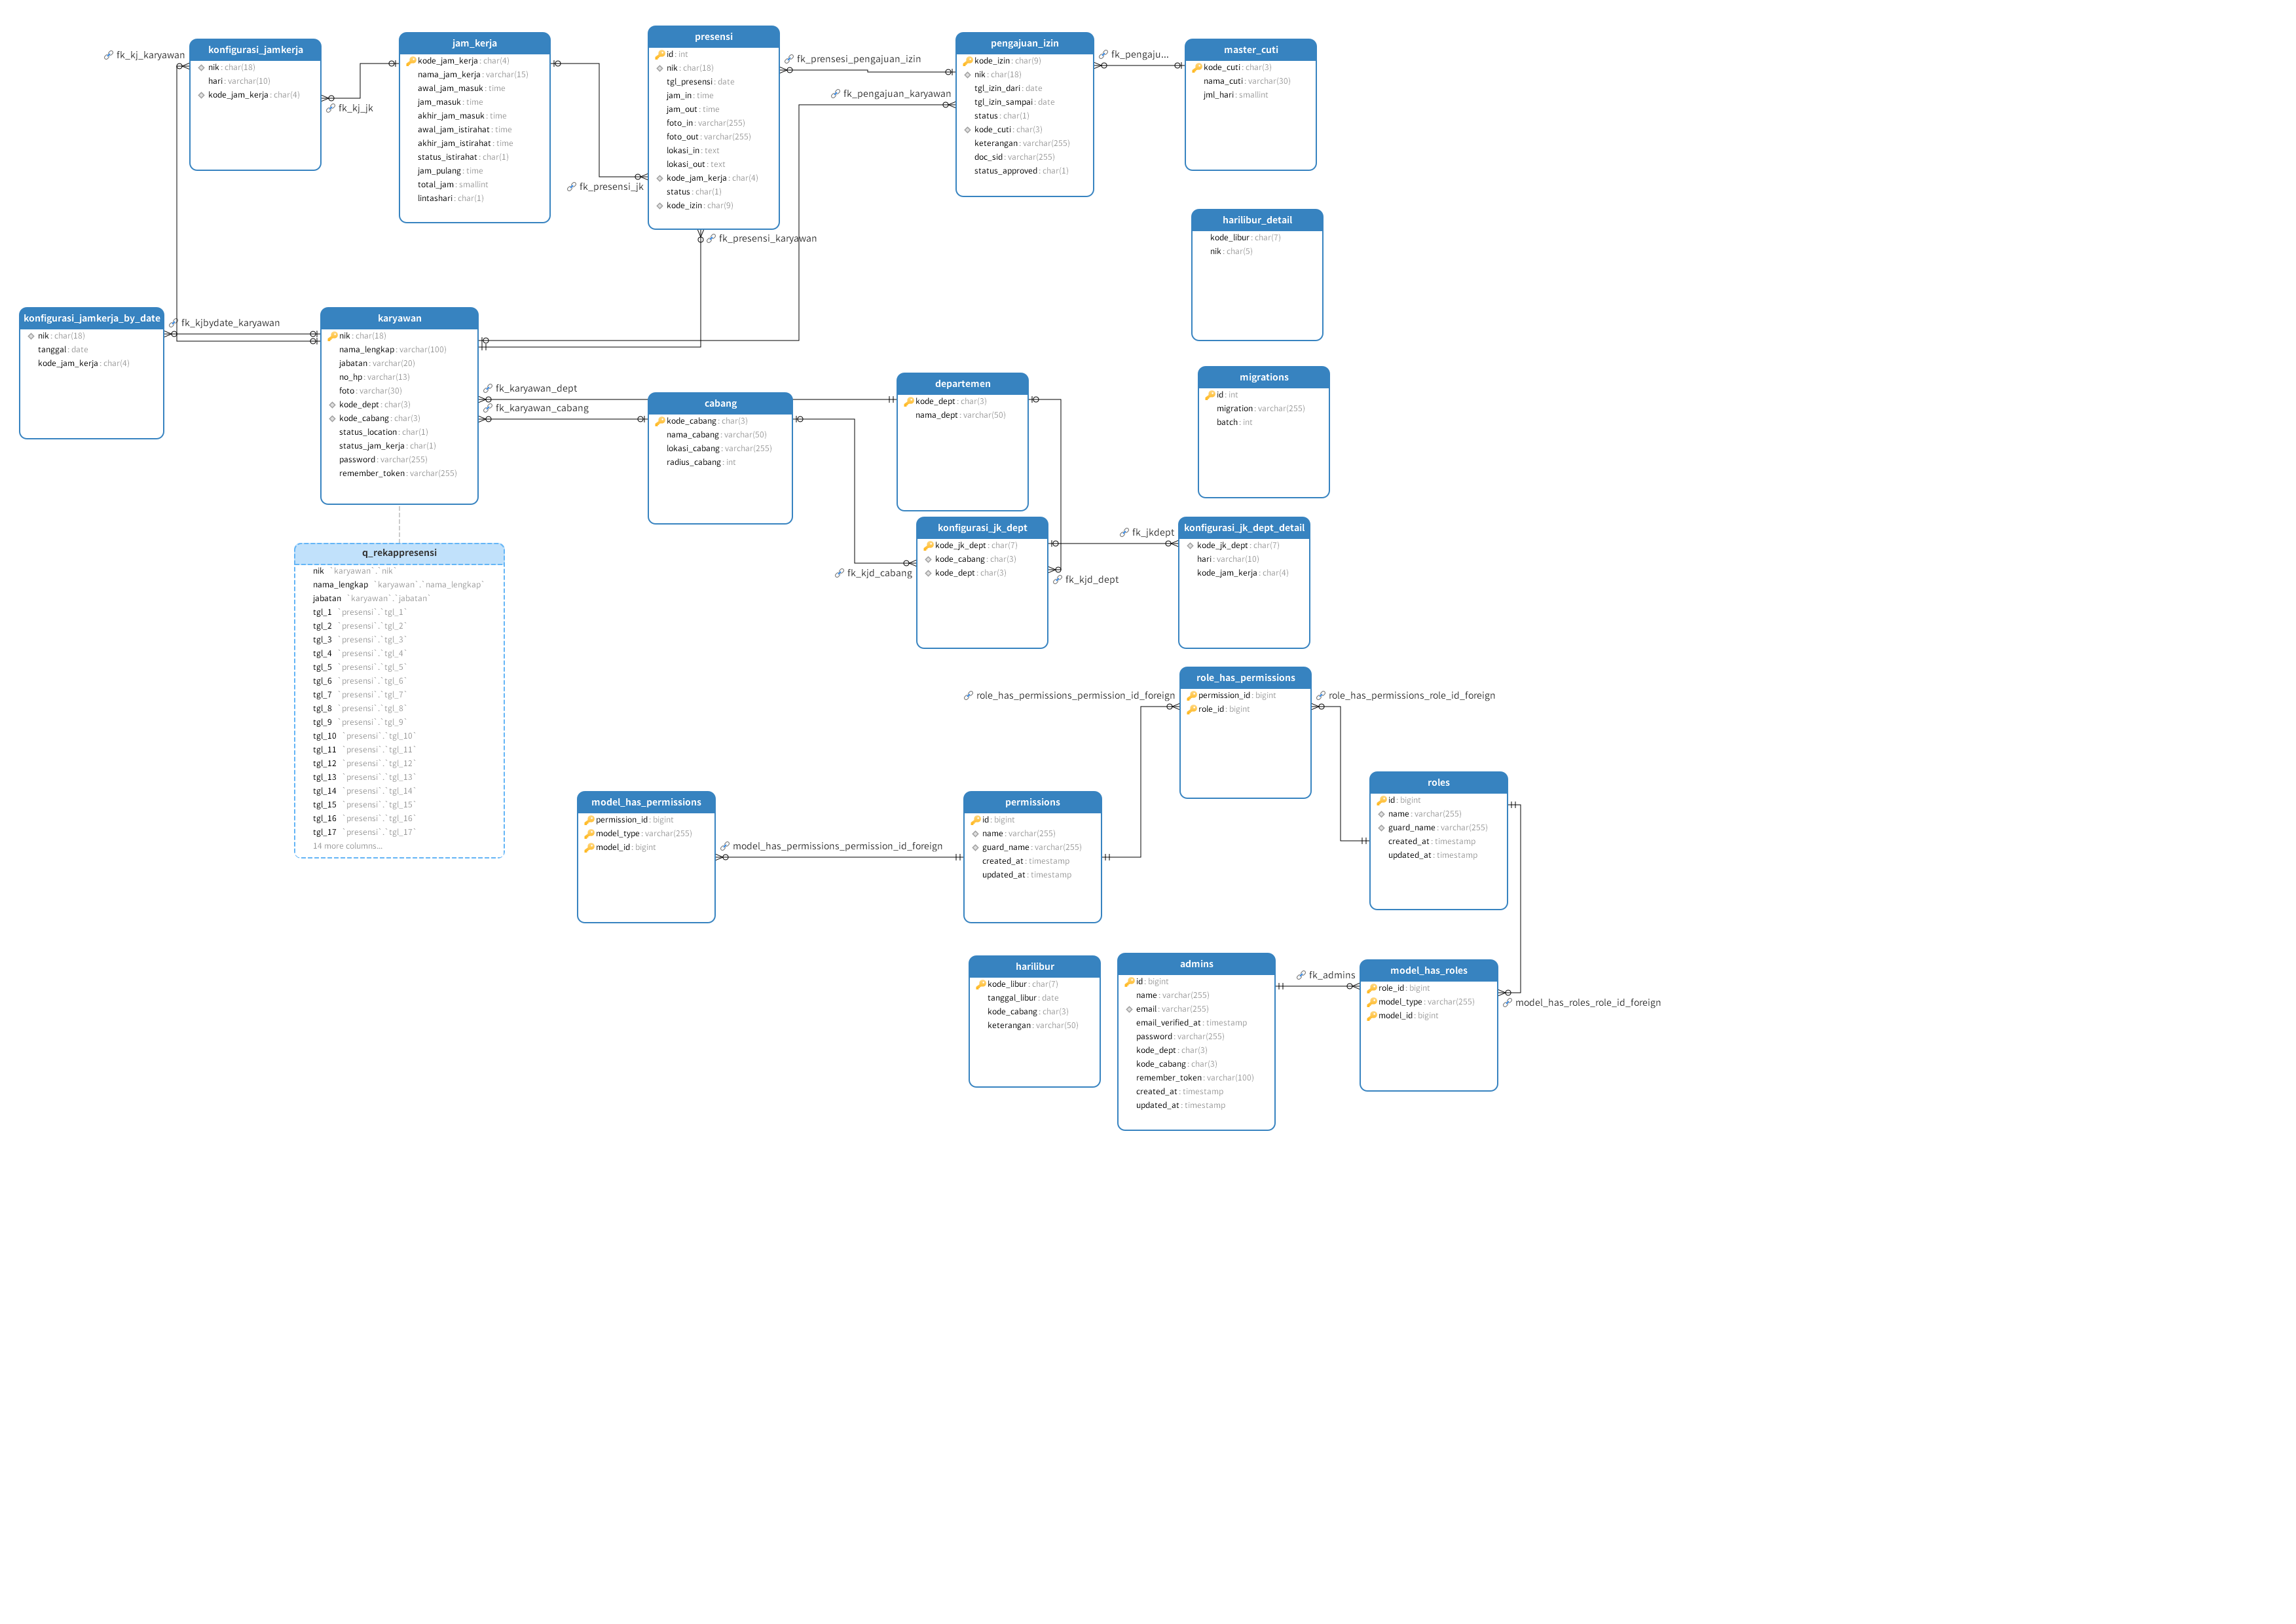 fk_kj_karyawan
konfigurasi_jamkerja
nik : char(18)
hari : varchar(10)
kode_jam_kerja : char(4)
fk_kj_jk
jam_kerja
kode_jam_kerja : char(4)
nama_jam_kerja : varchar(15)
awal_jam_masuk : time
jam_masuk : time
akhir_jam_masuk : time
awal_jam_istirahat : time
akhir_jam_istirahat : time
status_istirahat : char(1)
jam_pulang : time
total_jam : smallint
lintashari : char(1)
fk_presensi_jk
presensi
id : int
nik : char(18)
tgl_presensi : date
jam_in : time
jam_out : time
foto_in : varchar(255)
foto_out : varchar(255)
lokasi_in : text
lokasi_out : text
kode_jam_kerja : char(4)
status : char(1)
kode_izin : char(9)
fk_presensi_karyawan
fk_prensesi_pengajuan_izin
fk_pengajuan_karyawan
pengajuan_izin
kode_izin : char(9)
nik : char(18)
tgl_izin_dari : date
tgl_izin_sampai : date
status : char(1)
kode_cuti : char(3)
keterangan : varchar(255)
doc_sid : varchar(255)
status_approved : char(1)
fk_pengaju...
master_cuti
kode_cuti : char(3)
nama_cuti : varchar(30)
jml_hari : smallint
harilibur_detail
kode_libur : char(7)
nik : char(5)
konfigurasi_jamkerja_by_date
nik : char(18)
tanggal : date
kode_jam_kerja : char(4)
fk_kjbydate_karyawan
karyawan
nik : char(18)
nama_lengkap : varchar(100)
jabatan : varchar(20)
no_hp : varchar(13)
foto : varchar(30)
kode_dept : char(3)
kode_cabang : char(3)
status_location : char(1)
status_jam_kerja : char(1)
password : varchar(255)
remember_token : varchar(255)
fk_karyawan_dept
fk_karyawan_cabang
cabang
kode_cabang : char(3)
nama_cabang : varchar(50)
lokasi_cabang : varchar(255)
radius_cabang : int
departemen
kode_dept : char(3)
nama_dept : varchar(50)
migrations
id : int
migration : varchar(255)
batch : int
fk_kjd_cabang
konfigurasi_jk_dept
kode_jk_dept : char(7)
kode_cabang : char(3)
kode_dept : char(3)
fk_kjd_dept
fk_jkdept
konfigurasi_jk_dept_detail
kode_jk_dept : char(7)
hari : varchar(10)
kode_jam_kerja : char(4)
q_rekappresensi
nik `karyawan`.`nik`
nama_lengkap `karyawan`.`nama_lengkap`
jabatan `karyawan`.`jabatan`
tgl_1 `presensi`.`tgl_1`
tgl_2 `presensi`.`tgl_2`
tgl_3 `presensi`.`tgl_3`
tgl_4 `presensi`.`tgl_4`
tgl_5 `presensi`.`tgl_5`
tgl_6 `presensi`.`tgl_6`
tgl_7 `presensi`.`tgl_7`
tgl_8 `presensi`.`tgl_8`
tgl_9 `presensi`.`tgl_9`
tgl_10 `presensi`.`tgl_10`
tgl_11 `presensi`.`tgl_11`
tgl_12 `presensi`.`tgl_12`
tgl_13 `presensi`.`tgl_13`
tgl_14 `presensi`.`tgl_14`
tgl_15 `presensi`.`tgl_15`
tgl_16 `presensi`.`tgl_16`
tgl_17 `presensi`.`tgl_17`
14 more columns...
role_has_permissions_permission_id_foreign
role_has_permissions
permission_id : bigint
role_id : bigint
role_has_permissions_role_id_foreign
model_has_permissions
permission_id : bigint
model_type : varchar(255)
model_id : bigint
model_has_permissions_permission_id_foreign
permissions
id : bigint
name : varchar(255)
guard_name : varchar(255)
created_at : timestamp
updated_at : timestamp
roles
id : bigint
name : varchar(255)
guard_name : varchar(255)
created_at : timestamp
updated_at : timestamp
harilibur
kode_libur : char(7)
tanggal_libur : date
kode_cabang : char(3)
keterangan : varchar(50)
admins
id : bigint
name : varchar(255)
email : varchar(255)
email_verified_at : timestamp
password : varchar(255)
kode_dept : char(3)
kode_cabang : char(3)
remember_token : varchar(100)
created_at : timestamp
updated_at : timestamp
fk_admins
model_has_roles
role_id : bigint
model_type : varchar(255)
model_id : bigint
model_has_roles_role_id_foreign